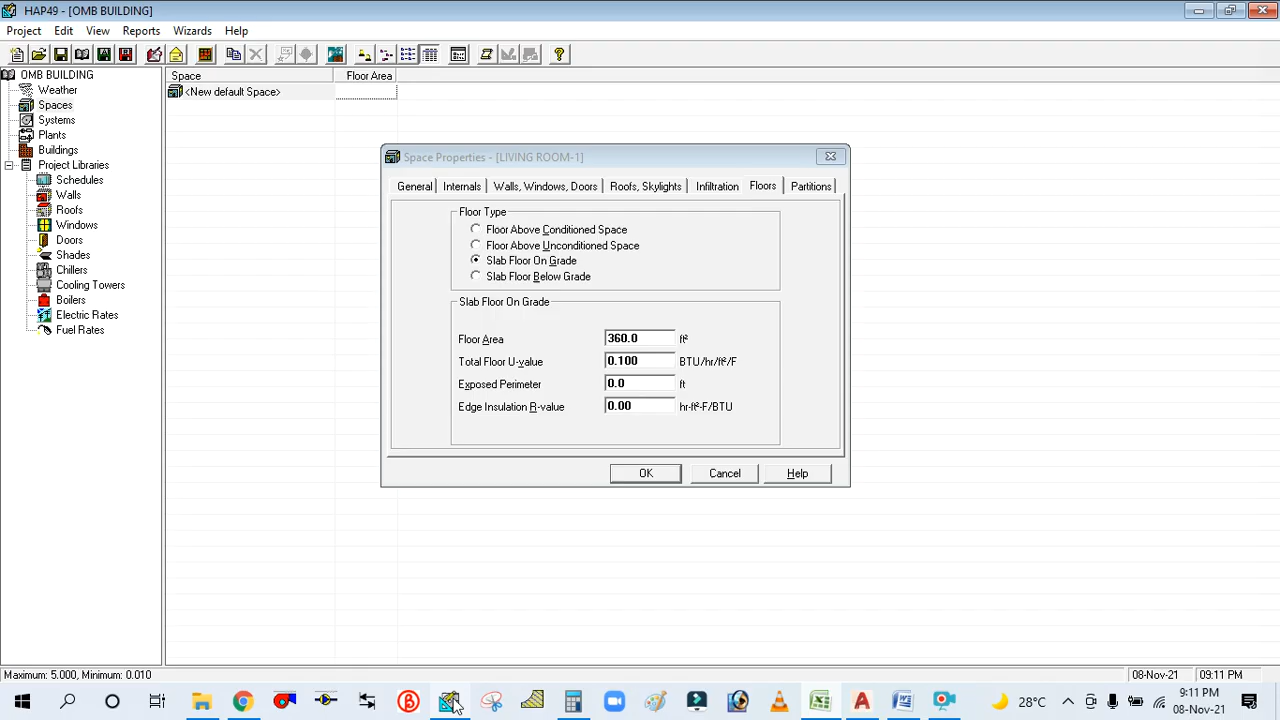 HAP49 - [OMB BUILDING]
Project Edit View Reports Wizards Help
OMB BUILDING
Weather
Spaces
Systems
Plants
Buildings
Project Libraries
Schedules
Walls
Roofs
Windows
Doors
Shades
Chillers
Cooling Towers
Boilers
Electric Rates
Fuel Rates
Space Floor Area
<New default Space>
Space Properties - [LIVING ROOM-1]
General Internals Walls, Windows, Doors Roofs, Skylights Infiltration Floors Partitions
Floor Type
Floor Above Conditioned Space
Floor Above Unconditioned Space
Slab Floor On Grade
Slab Floor Below Grade
Slab Floor On Grade
Floor Area 360.0 ft²
Total Floor U-value 0.100 BTU/hr/ft²/F
Exposed Perimeter 0.0 ft
Edge Insulation R-value 0.00 hr-ft²-F/BTU
OK Cancel Help
Maximum: 5.000, Minimum: 0.010 08-Nov-21 09:11 PM
28°C 9:11 PM
08-Nov-21